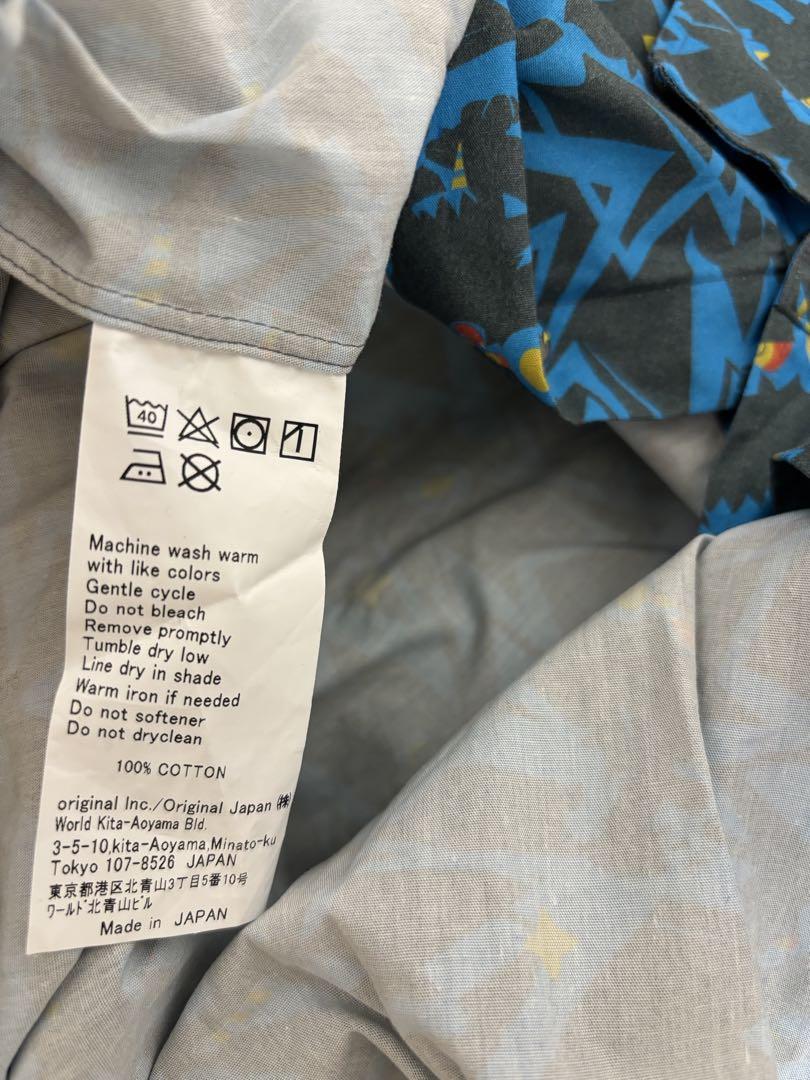 40
Machine wash warm
with like colors
Gentle cycle
Do not bleach
Remove promptly
Tumble dry low
Line dry in shade
Warm iron if needed
Do not softener
Do not dryclean
100% COTTON
original Inc./Original Japan ㈱
World Kita-Aoyama Bld.
3-5-10,kita-Aoyama,Minato-ku
Tokyo 107-8526 JAPAN
東京都港区北青山3丁目5番10号
ワールド北青山ビル
Made in JAPAN